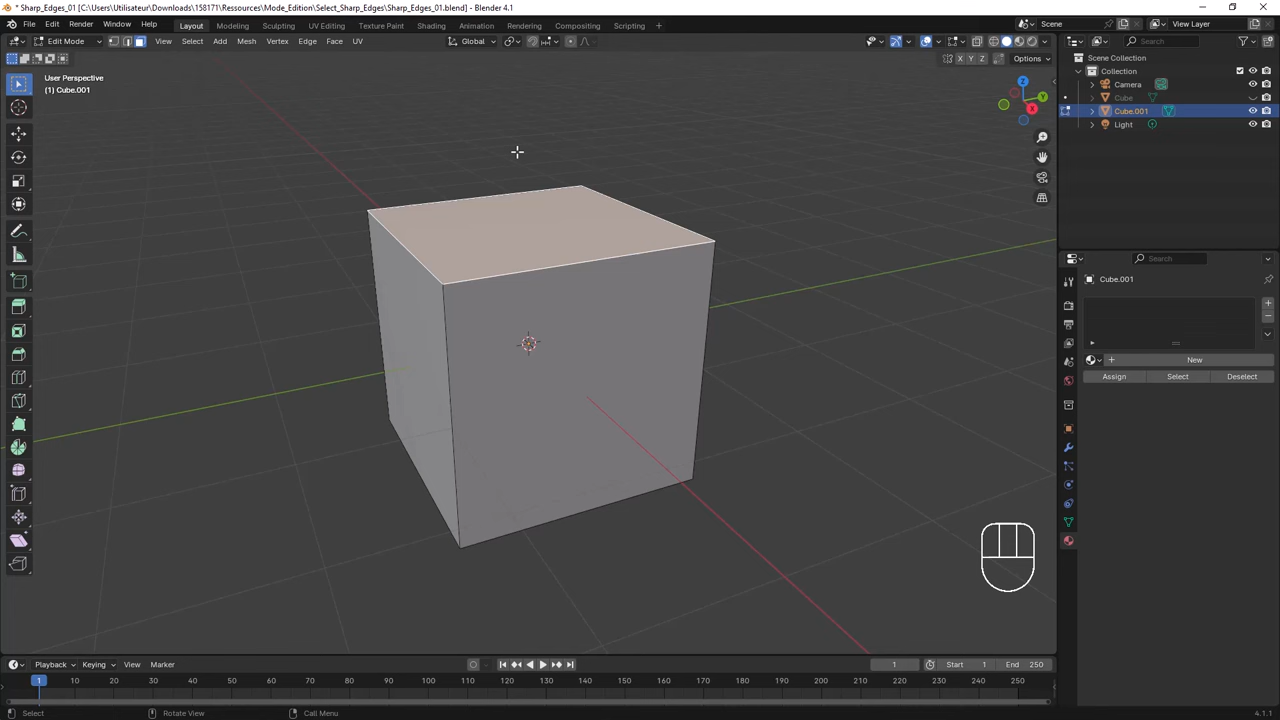 * Sharp_Edges_01 [C:\Users\Utilisateur\Downloads\158171\Ressources\Mode_Edition\Select_Sharp_Edges\Sharp_Edges_01.blend] - Blender 4.1
File Edit Render Window Help Layout Modeling Sculpting UV Editing Texture Paint Shading Animation Rendering Compositing Scripting + Scene View Layer
Edit Mode View Select Add Mesh Vertex Edge Face UV Global Search
X Y Z Options
Scene Collection
Collection
User Perspective
(1) Cube.001
Camera
Cube
Cube.001
Light
Z
Y
X
Search
Cube.001
New
Assign Select Deselect
Playback Keying View Marker 1 Start 1 End 250
1 10 20 30 40 50 60 70 80 90 100 110 120 130 140 150 160 170 180 190 200 210 220 230 240 250
Select Rotate View Call Menu 4.1.1